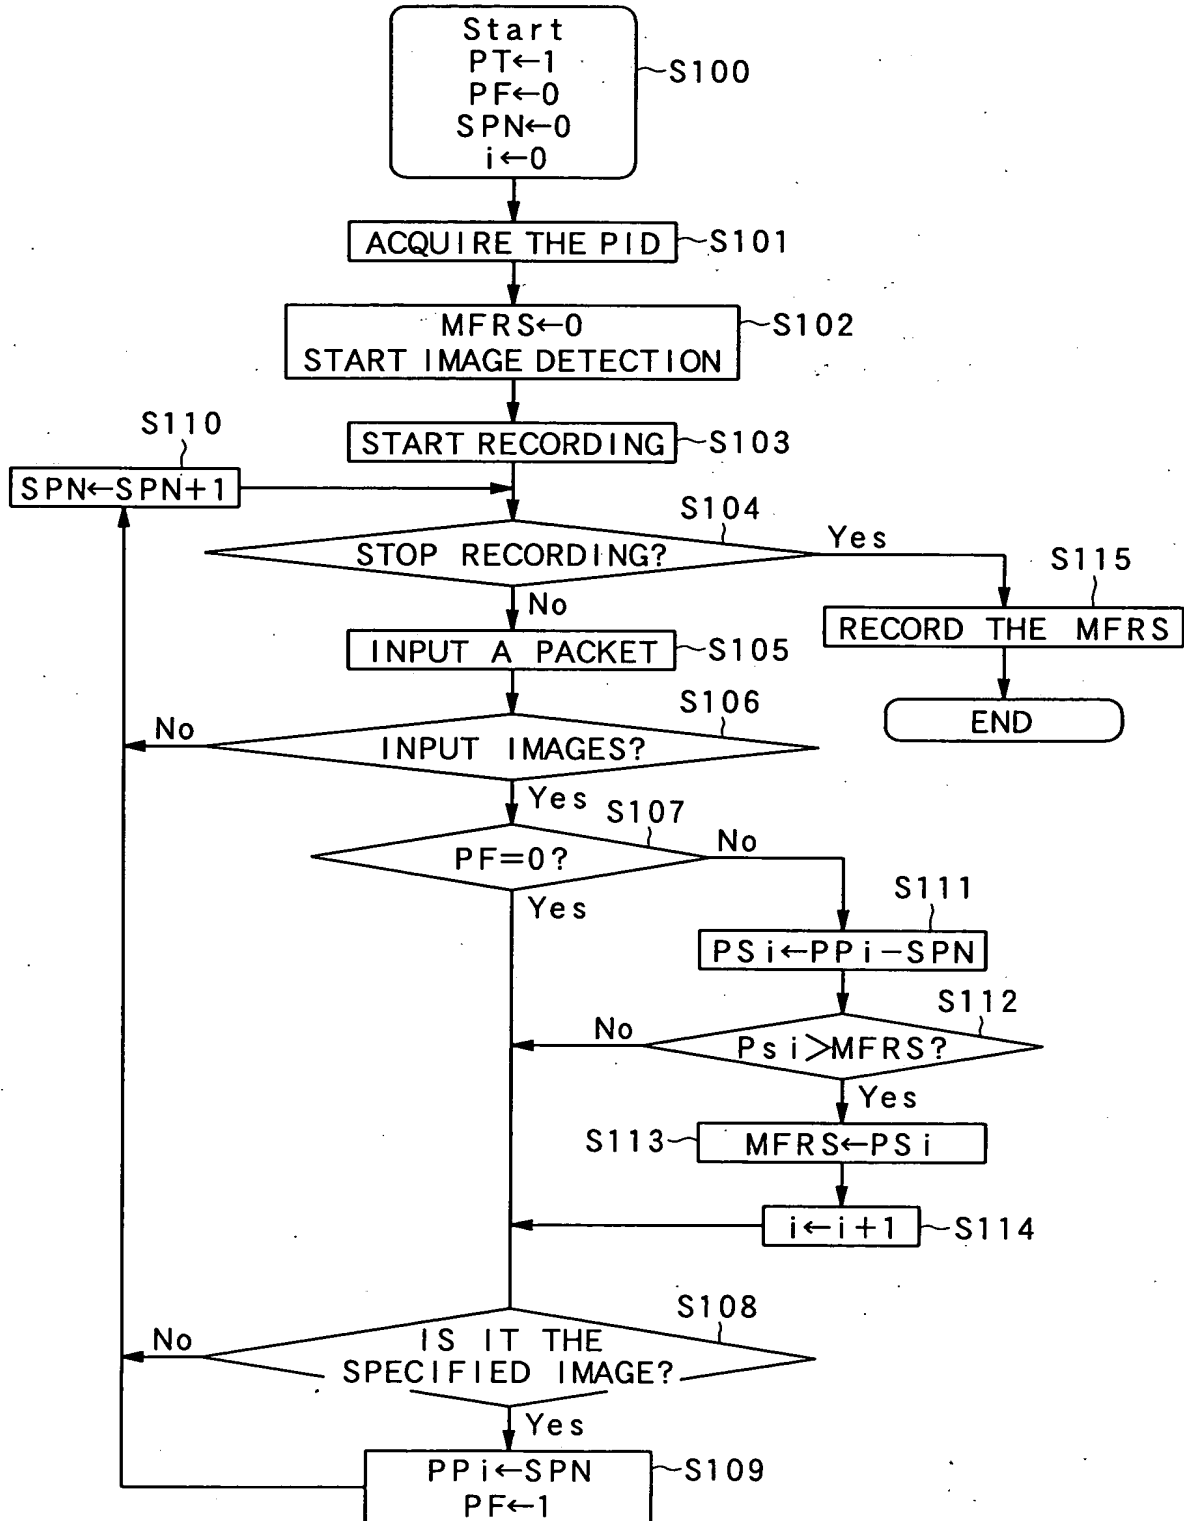 Start
PT←1
PF←0
SPN←0
i←0
S100
ACQUIRE THE PID
S101
MFRS←0
START IMAGE DETECTION
S102
START RECORDING
S103
S110
SPN←SPN+1
S104
STOP RECORDING?
Yes
No
S115
RECORD THE MFRS
END
INPUT A PACKET
S105
S106
INPUT IMAGES?
No
Yes
S107
PF=0?
No
Yes
S111
PSi←PPi-SPN
S112
Psi>MFRS?
No
Yes
S113
MFRS←PSi
i←i+1
S114
S108
IS IT THE
SPECIFIED IMAGE?
No
Yes
PPi←SPN
PF←1
S109